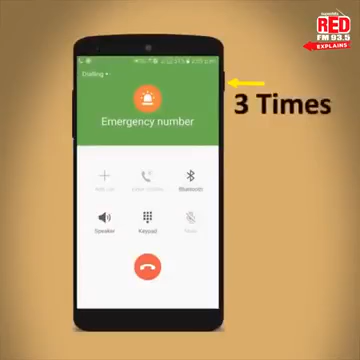 RED
FM 93.5
EXPLAINS
Dialling
Emergency number
3 Times
Bluetooth
Speaker
Keypad